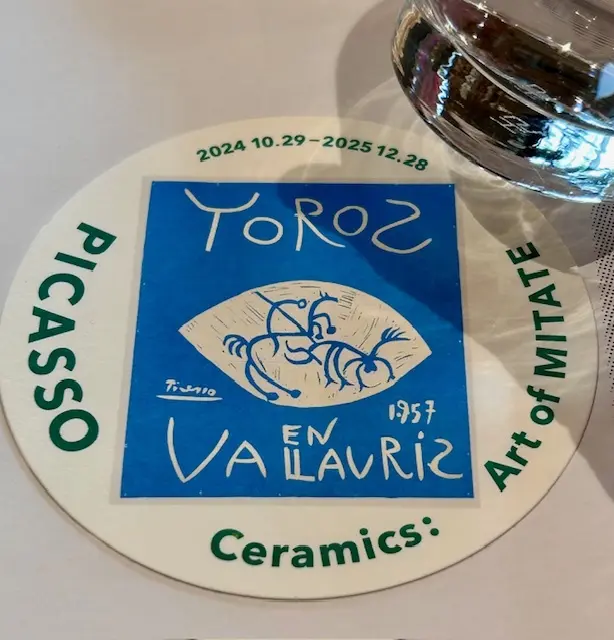 2024 10.29–2025 12.28
PICASSO
Ceramics:
Art of MITATE
TOROS
Picasso
1957
EN
VALLAURIS